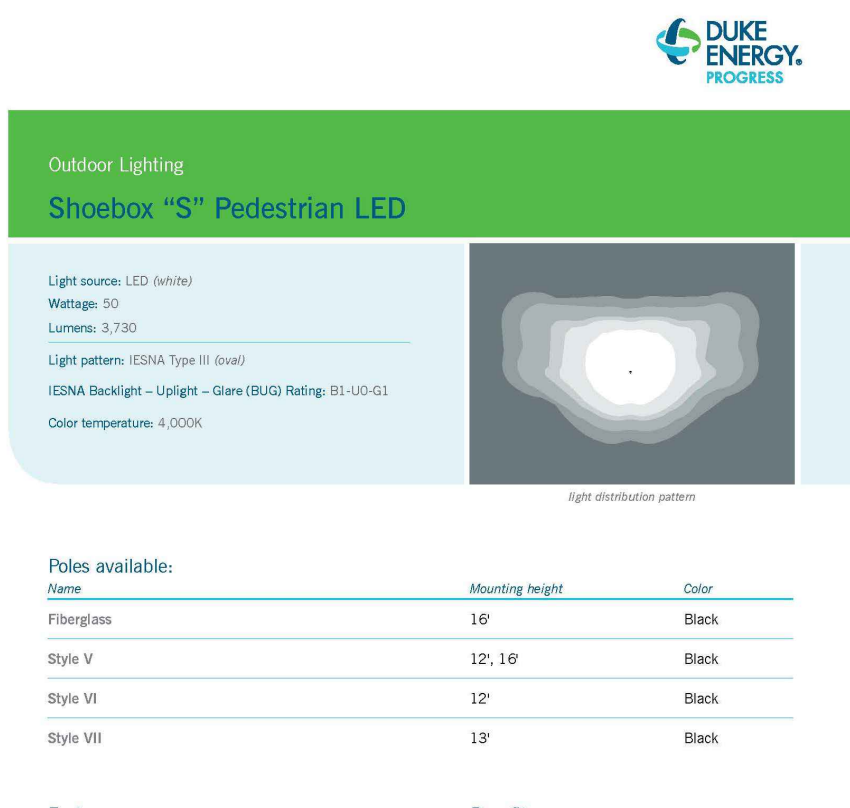 DUKE
ENERGY®
PROGRESS
Outdoor Lighting
Shoebox “S” Pedestrian LED
Light source: LED (white)
Wattage: 50
Lumens: 3,730
Light pattern: IESNA Type III (oval)
IESNA Backlight – Uplight – Glare (BUG) Rating: B1-U0-G1
Color temperature: 4,000K
light distribution pattern
Poles available:
Name Mounting height Color
Fiberglass 16' Black
Style V 12', 16' Black
Style VI 12' Black
Style VII 13' Black